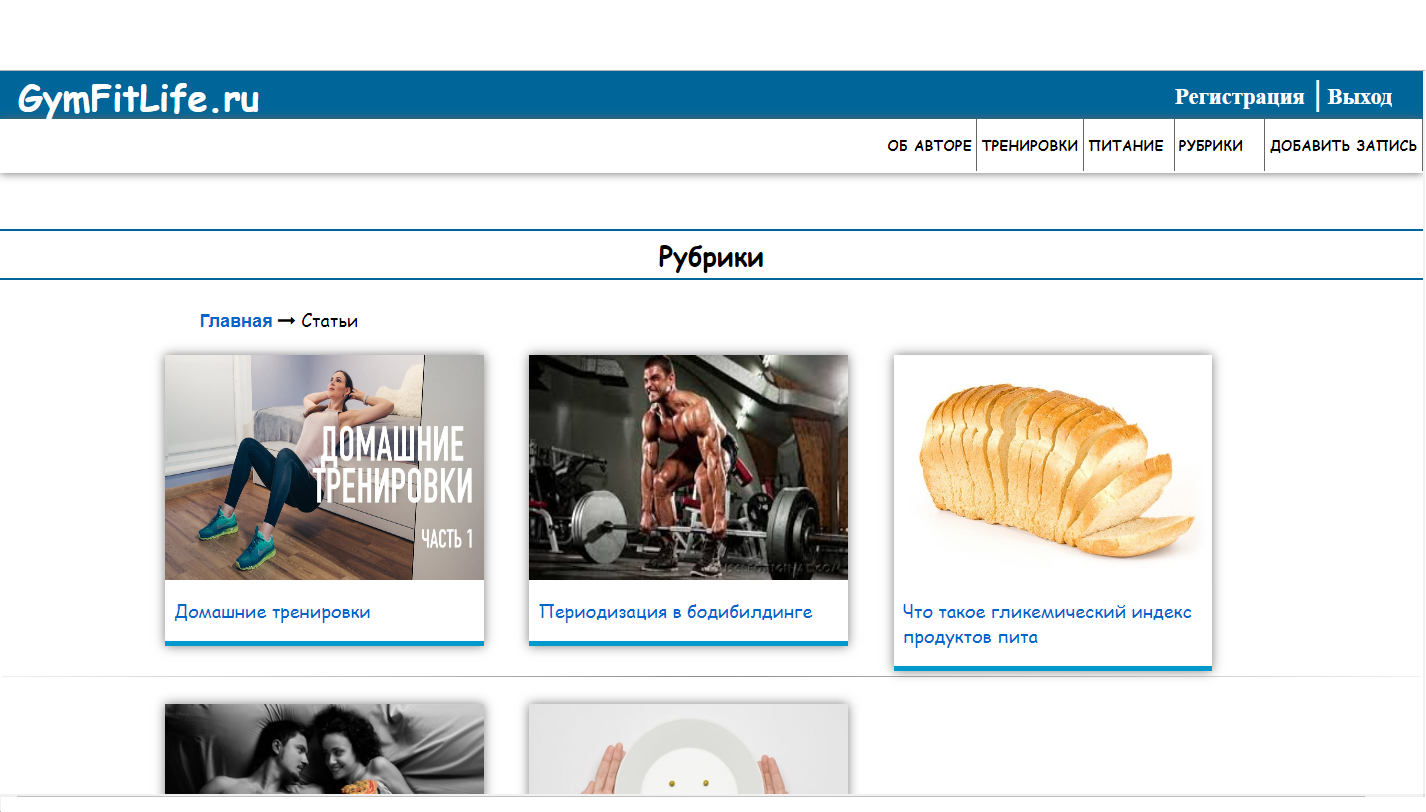 GymFitLife.ru
Регистрация Выход
ОБ АВТОРЕ ТРЕНИРОВКИ ПИТАНИЕ РУБРИКИ ДОБАВИТЬ ЗАПИСЬ
Рубрики
Главная → Статьи
ДОМАШНИЕ
ТРЕНИРОВКИ
ЧАСТЬ 1
Домашние тренировки
Периодизация в бодибилдинге
Что такое гликемический индекс
продуктов пита